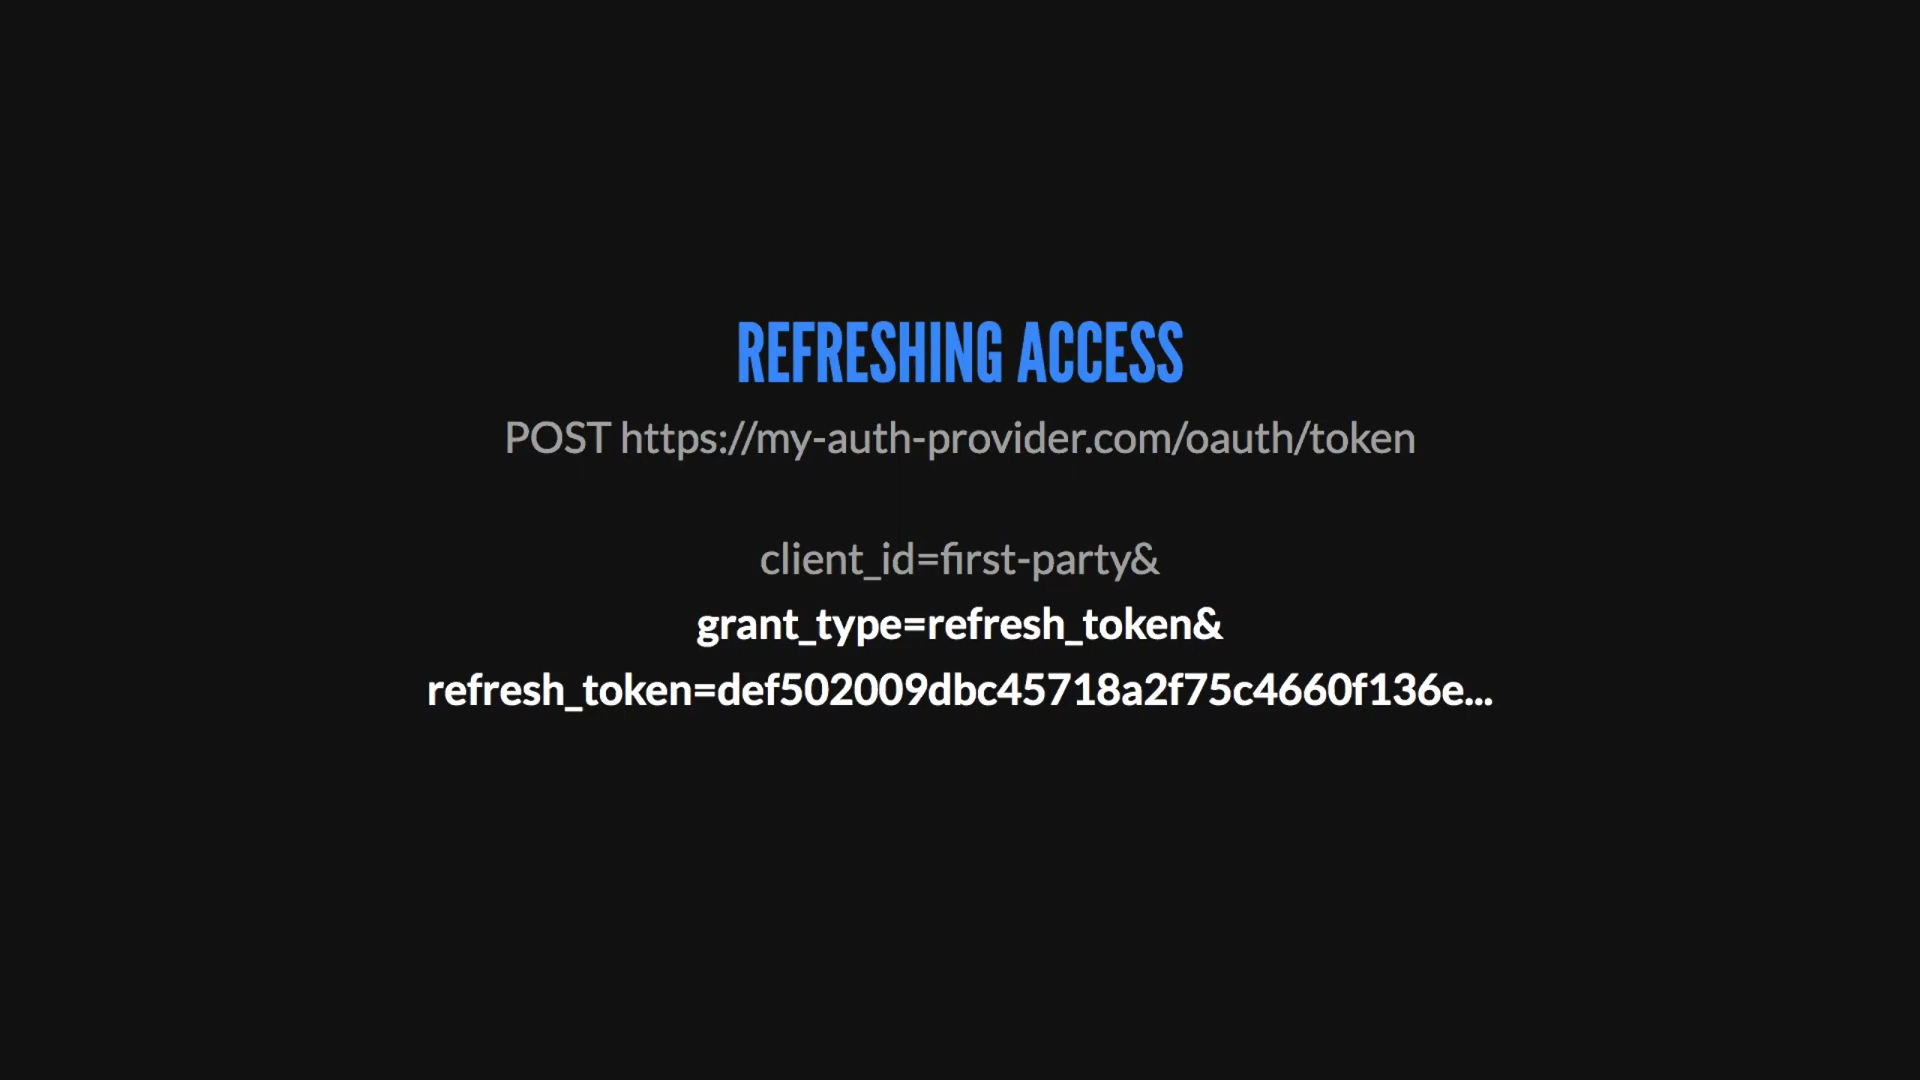 REFRESHING ACCESS
POST https://my-auth-provider.com/oauth/token
client_id=first-party&
grant_type=refresh_token&
refresh_token=def502009dbc45718a2f75c4660f136e...